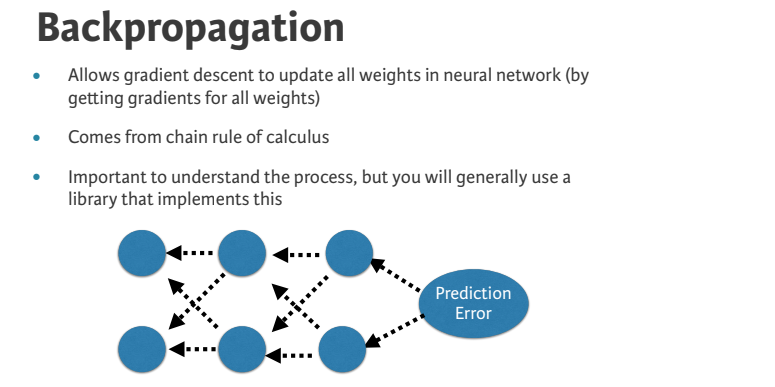 Backpropagation
• Allows gradient descent to update all weights in neural network (by
getting gradients for all weights)
• Comes from chain rule of calculus
• Important to understand the process, but you will generally use a
library that implements this
Prediction
Error